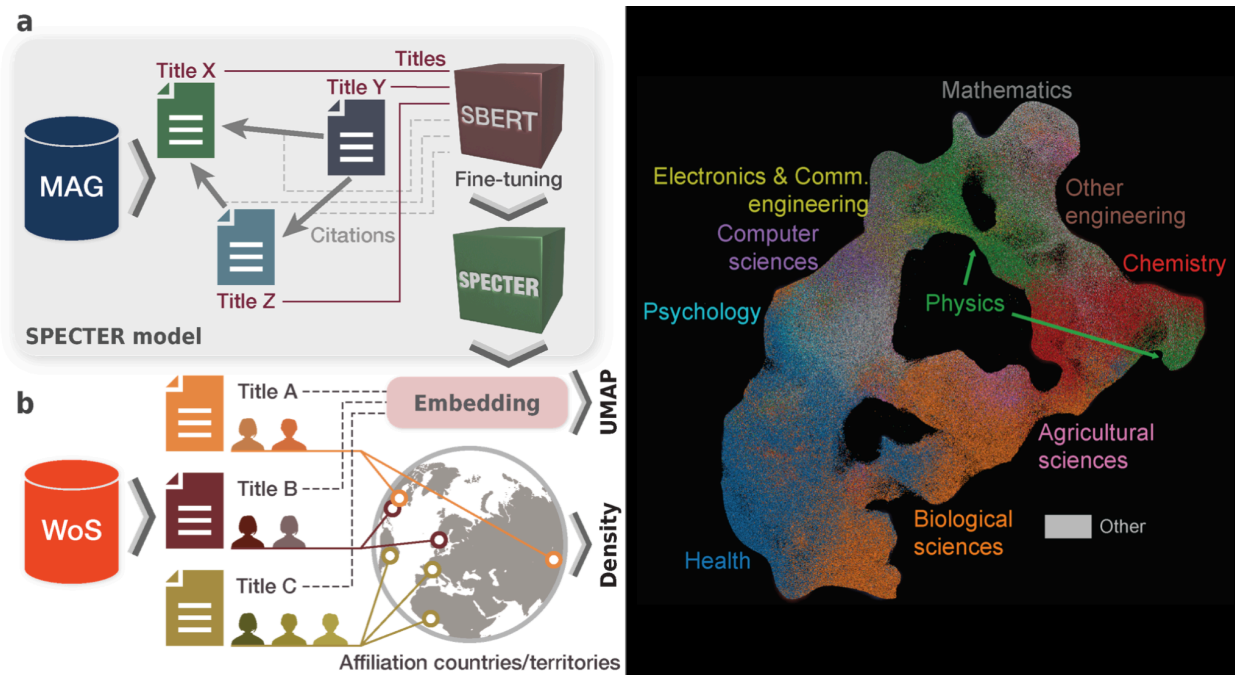 a
Titles
Title X
Title Y
SBERT
MAG
Fine-tuning
Citations
SPECTER
Title Z
SPECTER model
b
Title A
Embedding
UMAP
Title B
WoS
Density
Title C
Affiliation countries/territories
Mathematics
Electronics & Comm.
engineering
Other
engineering
Computer
sciences
Chemistry
Physics
Psychology
Agricultural
sciences
Biological
sciences
Other
Health